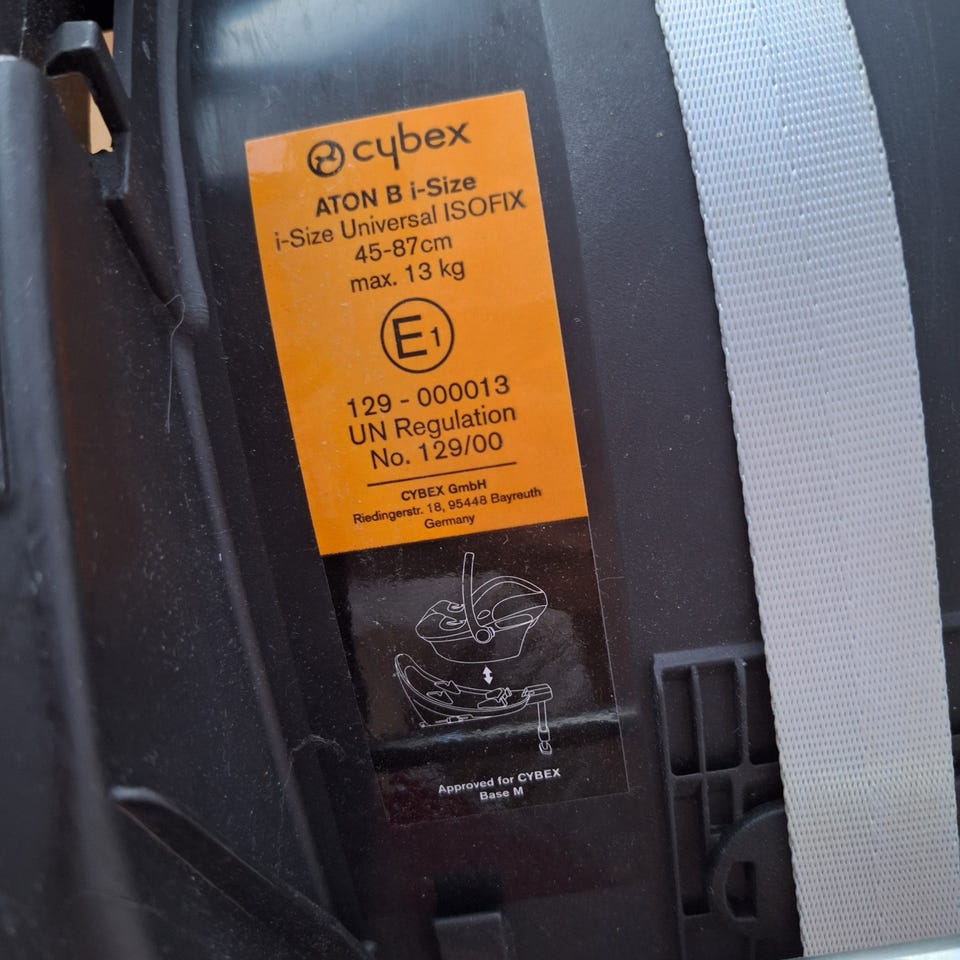 cybex
ATON B i-Size
i-Size Universal ISOFIX
45-87cm
max. 13 kg
E1
129 - 000013
UN Regulation
No. 129/00
CYBEX GmbH
Riedingerstr. 18, 95448 Bayreuth
Germany
Approved for CYBEX
Base M